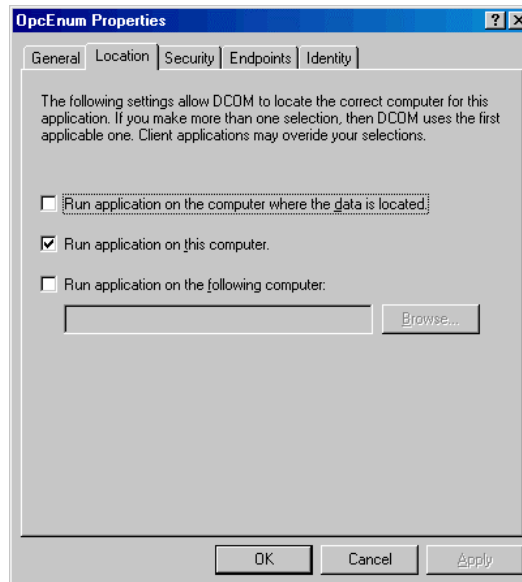 OpcEnum Properties
General Location Security Endpoints Identity
The following settings allow DCOM to locate the correct computer for this
application. If you make more than one selection, then DCOM uses the first
applicable one. Client applications may overide your selections.
Run application on the computer where the data is located.
Run application on this computer.
Run application on the following computer:
Browse...
OK Cancel Apply